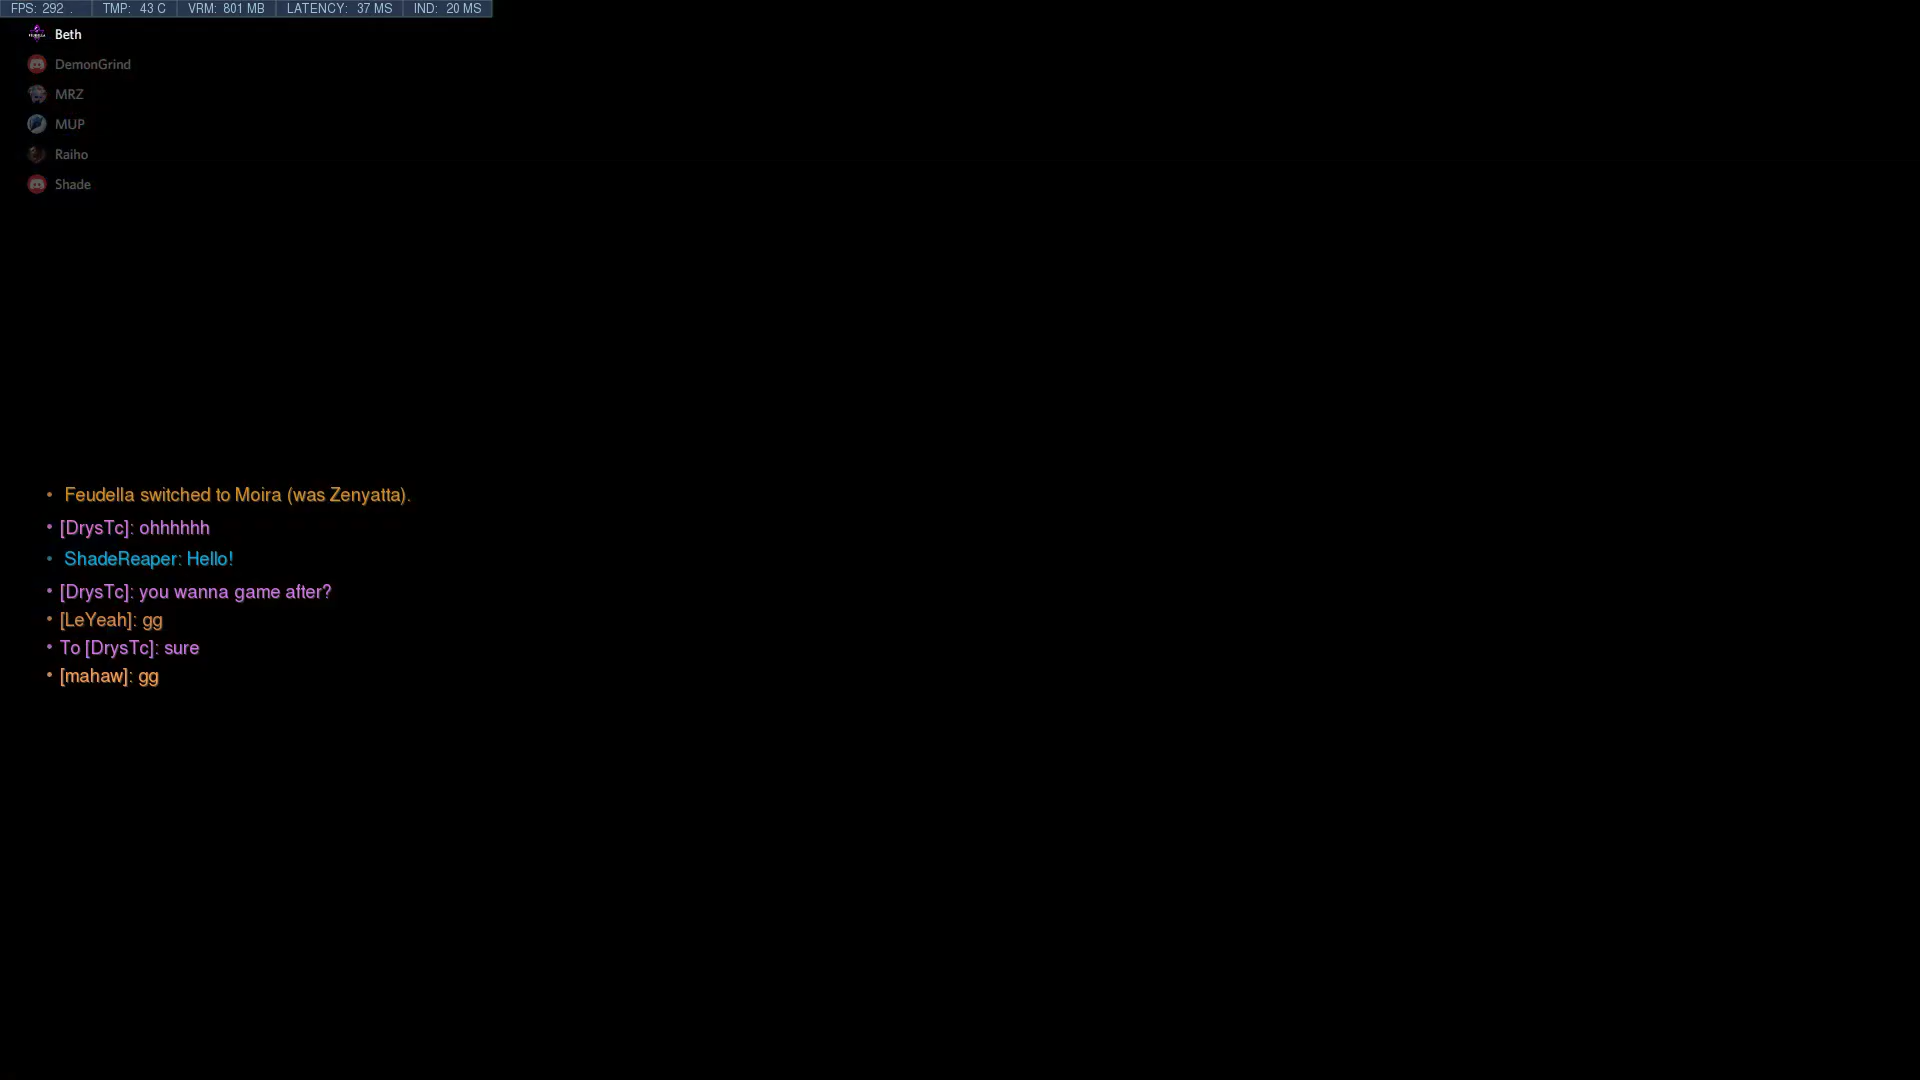 FPS: 292 . TMP: 43 C VRM: 801 MB LATENCY: 37 MS IND: 20 MS
Beth
DemonGrind
MRZ
MUP
Raiho
Shade
• Feudella switched to Moira (was Zenyatta).
• [DrysTc]: ohhhhhh
• ShadeReaper: Hello!
• [DrysTc]: you wanna game after?
• [LeYeah]: gg
• To [DrysTc]: sure
• [mahaw]: gg